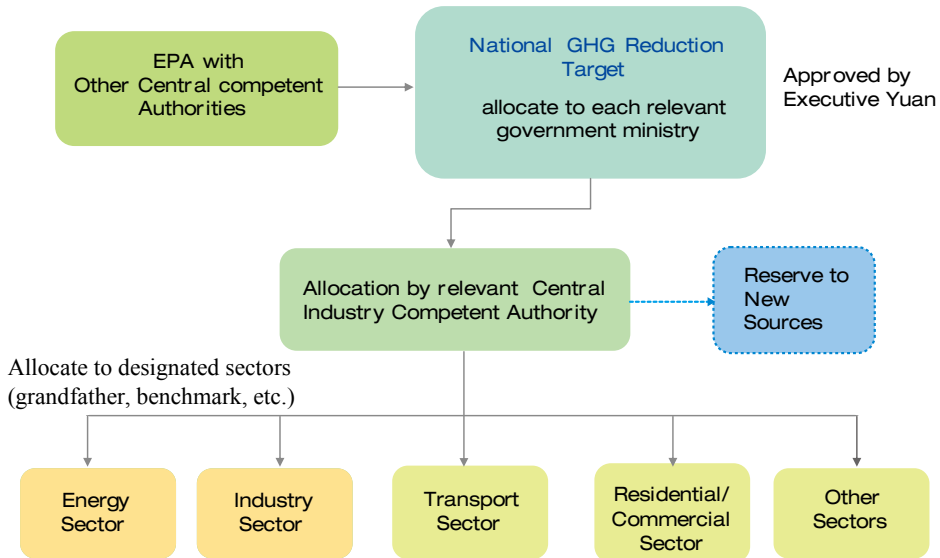 EPA with
Other Central competent
Authorities
National GHG Reduction
Target
allocate to each relevant
government ministry
Approved by
Executive Yuan
Allocation by relevant Central
Industry Competent Authority
Reserve to
New
Sources
Allocate to designated sectors
(grandfather, benchmark, etc.)
Energy
Sector
Industry
Sector
Transport
Sector
Residential/
Commercial
Sector
Other
Sectors